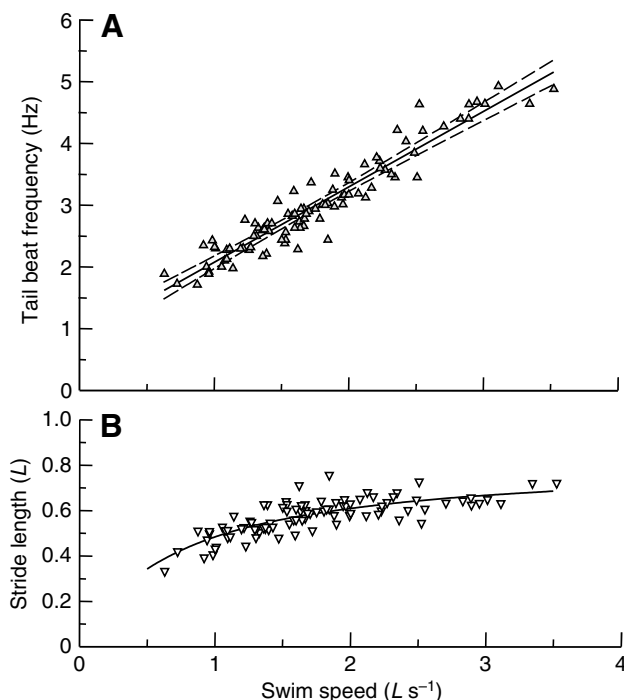 A
6
5
4
3
2
1
0
Tail beat frequency (Hz)
B
1.0
0.8
0.6
0.4
0.2
0
Stride length (L)
0 1 2 3 4
Swim speed (L s⁻¹)